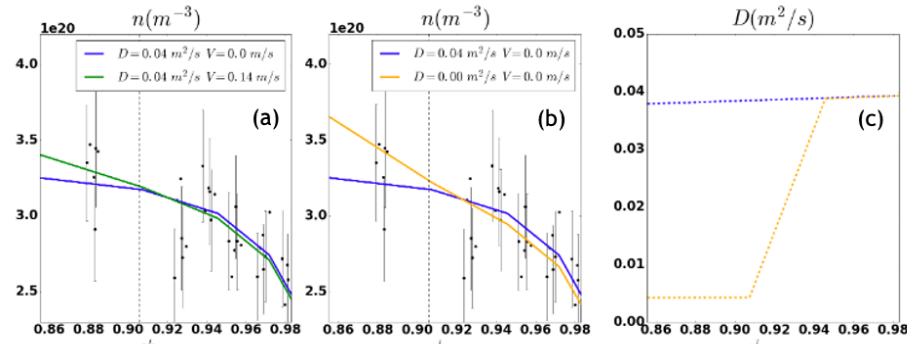 n(m⁻³)
1e20
4.0
D=0.04 m²/s V=0.0 m/s
D=0.04 m²/s V=0.14 m/s
(a)
3.5
3.0
2.5
0.86 0.88 0.90 0.92 0.94 0.96 0.98
n(m⁻³)
1e20
4.0
D=0.04 m²/s V=0.0 m/s
D=0.00 m²/s V=0.0 m/s
(b)
3.5
3.0
2.5
0.86 0.88 0.90 0.92 0.94 0.96 0.98
D(m²/s)
0.05
0.04
(c)
0.03
0.02
0.01
0.00
0.86 0.88 0.90 0.92 0.94 0.96 0.98